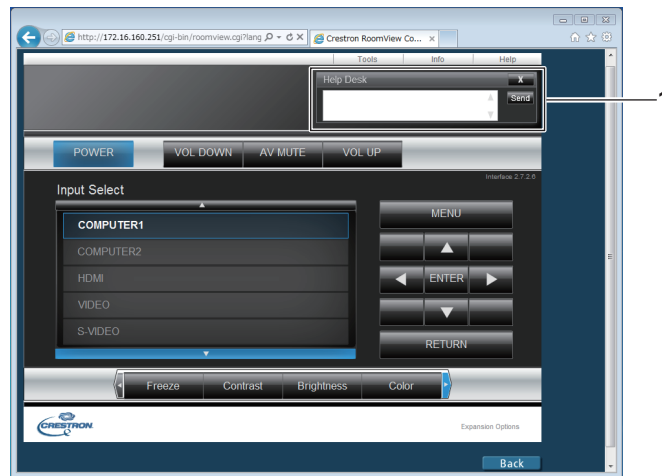 http://172.16.160.251/cgi-bin/roomview.cgi?lang
Crestron RoomView Co...
Tools Info Help
Help Desk X
Send
1
POWER VOL DOWN AV MUTE VOL UP
Interface 2.7.2.6
Input Select
MENU
COMPUTER1
COMPUTER2
HDMI
ENTER
VIDEO
S-VIDEO
RETURN
Freeze Contrast Brightness Color
CRESTRON
Expansion Options
Back